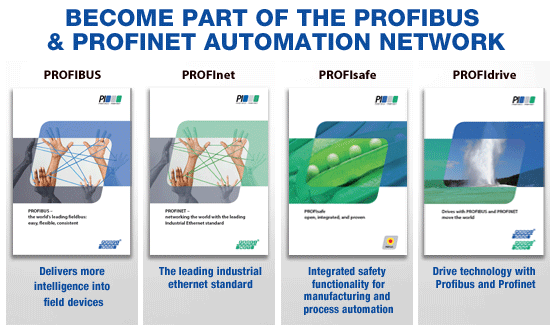 BECOME PART OF THE PROFIBUS
& PROFINET AUTOMATION NETWORK
PROFIBUS
PI
PROFIBUS –
the world's leading fieldbus:
easy, flexible, consistent
Delivers more
intelligence into
field devices
PROFInet
PI
PROFINET –
networking the world with the leading
Industrial Ethernet standard
The leading industrial
ethernet standard
PROFIsafe
PI
PROFIsafe
open, integrated, and proven
Integrated safety
functionality for
manufacturing and
process automation
PROFIdrive
PI
Drives with PROFIBUS and PROFINET
move the world
Drive technology with
Profibus and Profinet